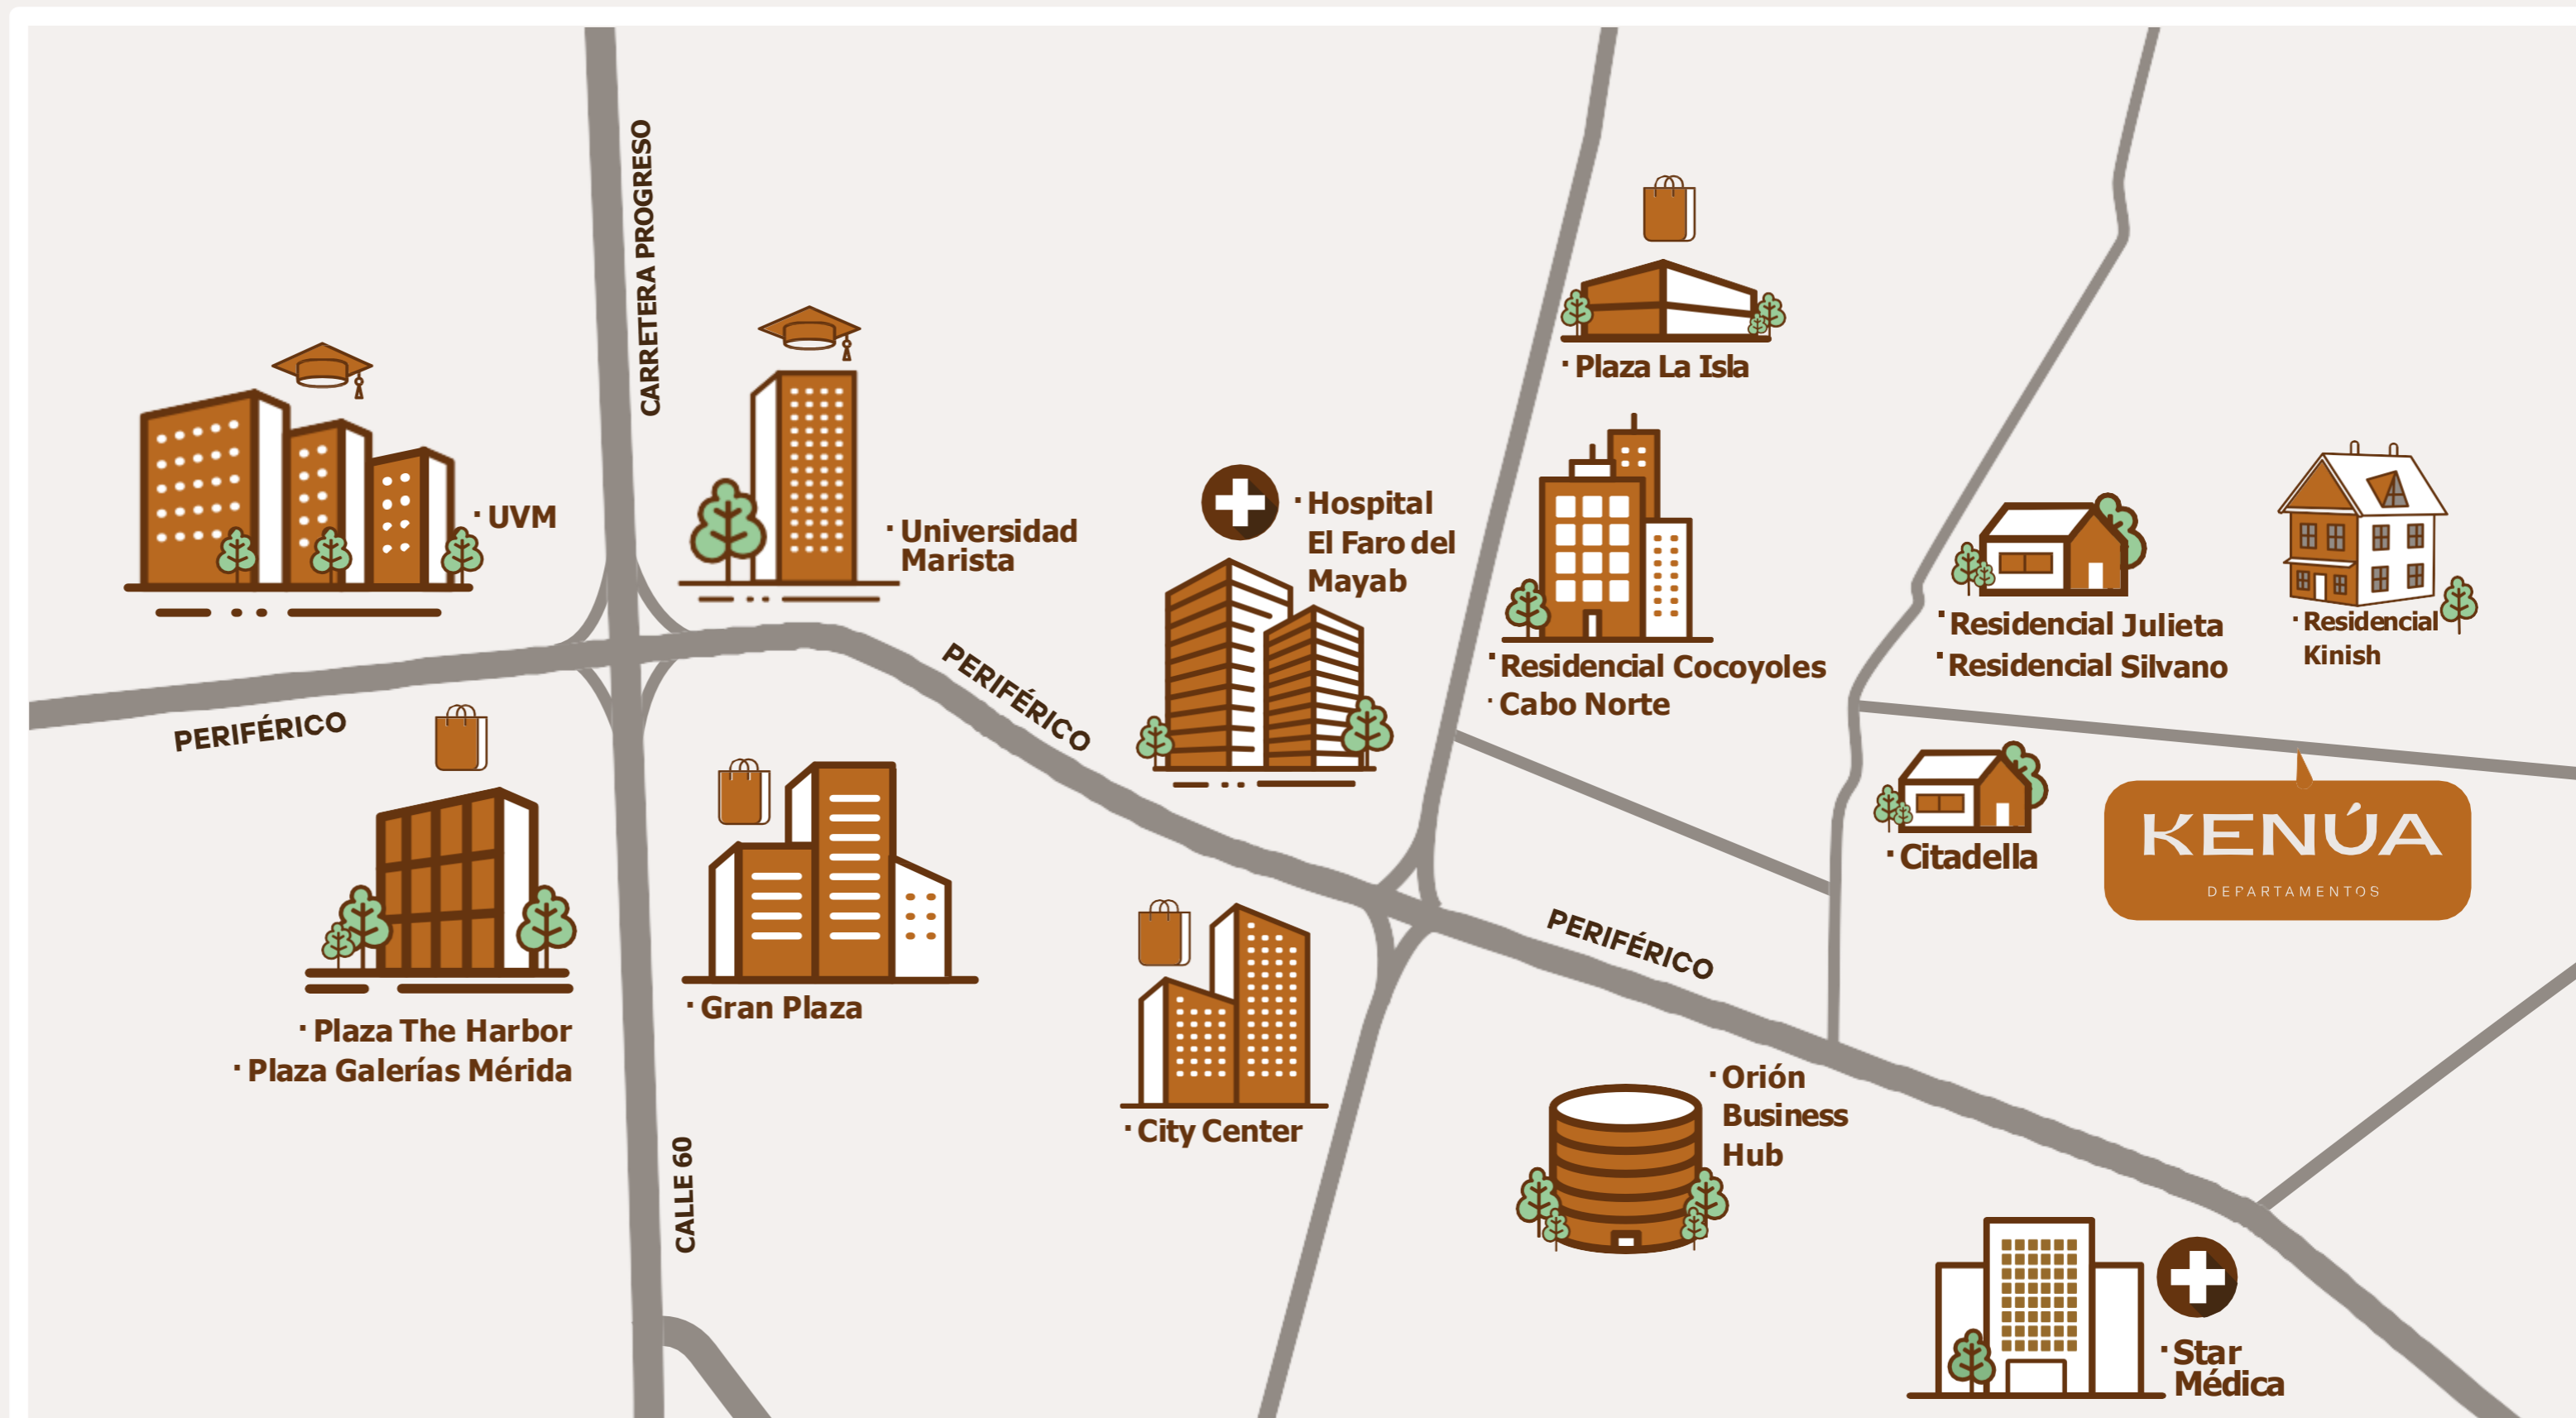 CARRETERA PROGRESO
· Plaza La Isla
· UVM
· Universidad
Marista
· Hospital
El Faro del
Mayab
· Residencial Cocoyoles
· Cabo Norte
· Residencial Julieta
· Residencial Silvano
· Residencial
Kinish
PERIFÉRICO
PERIFÉRICO
· Citadella
KENÚA
DEPARTAMENTOS
PERIFÉRICO
· Plaza The Harbor
· Plaza Galerías Mérida
· Gran Plaza
· City Center
· Orión
Business
Hub
CALLE 60
· Star
Médica